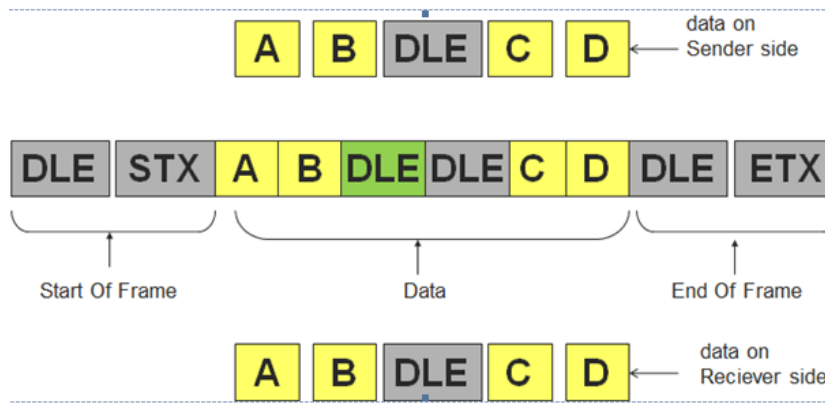 A B DLE C D
data on
Sender side
DLE STX A B DLE DLE C D DLE ETX
Start Of Frame
Data
End Of Frame
A B DLE C D
data on
Reciever side